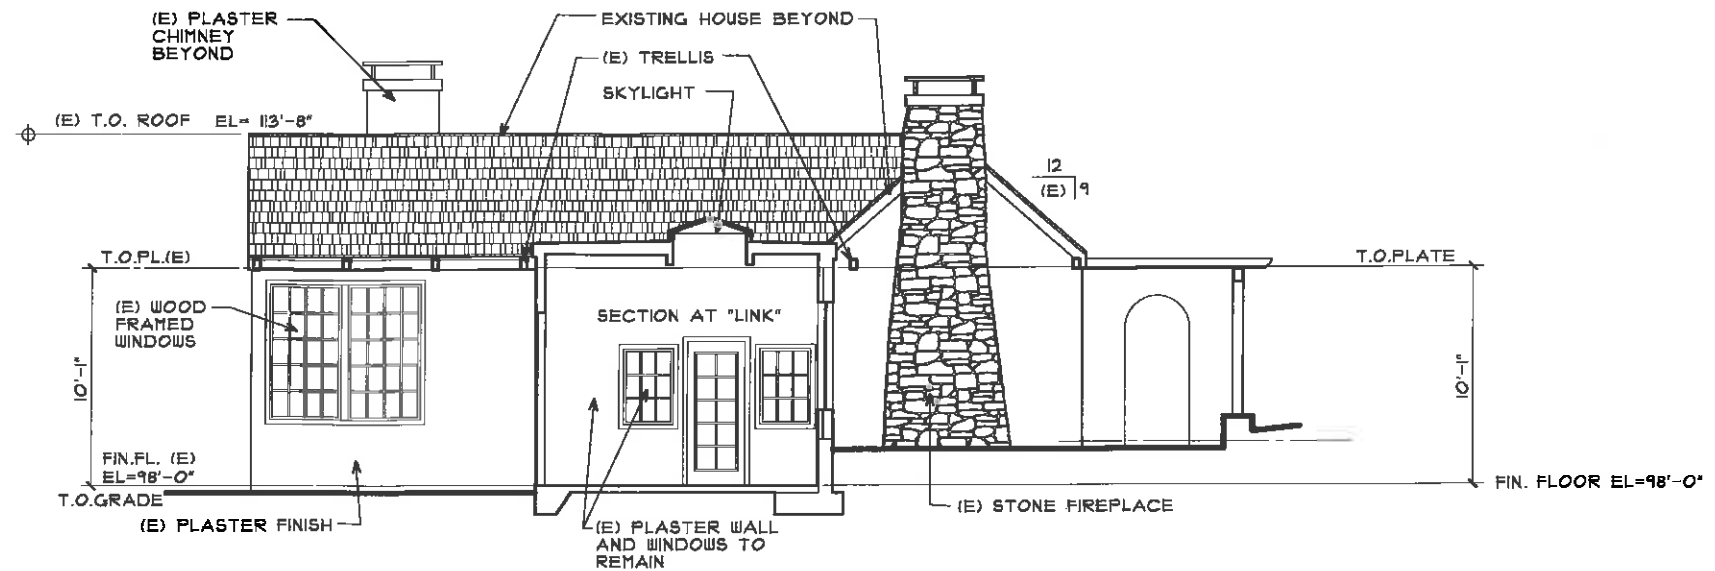 (E) PLASTER
CHIMNEY
BEYOND
EXISTING HOUSE BEYOND
(E) TRELLIS
SKYLIGHT
(E) T.O. ROOF EL= 113'-8"
12
(E) 9
T.O.PL.(E)
T.O.PLATE
(E) WOOD
FRAMED
WINDOWS
SECTION AT "LINK"
10'-1"
10'-1"
FIN.FL. (E)
EL=98'-0"
T.O.GRADE
FIN. FLOOR EL=98'-0"
(E) PLASTER FINISH
(E) PLASTER WALL
AND WINDOWS TO
REMAIN
(E) STONE FIREPLACE